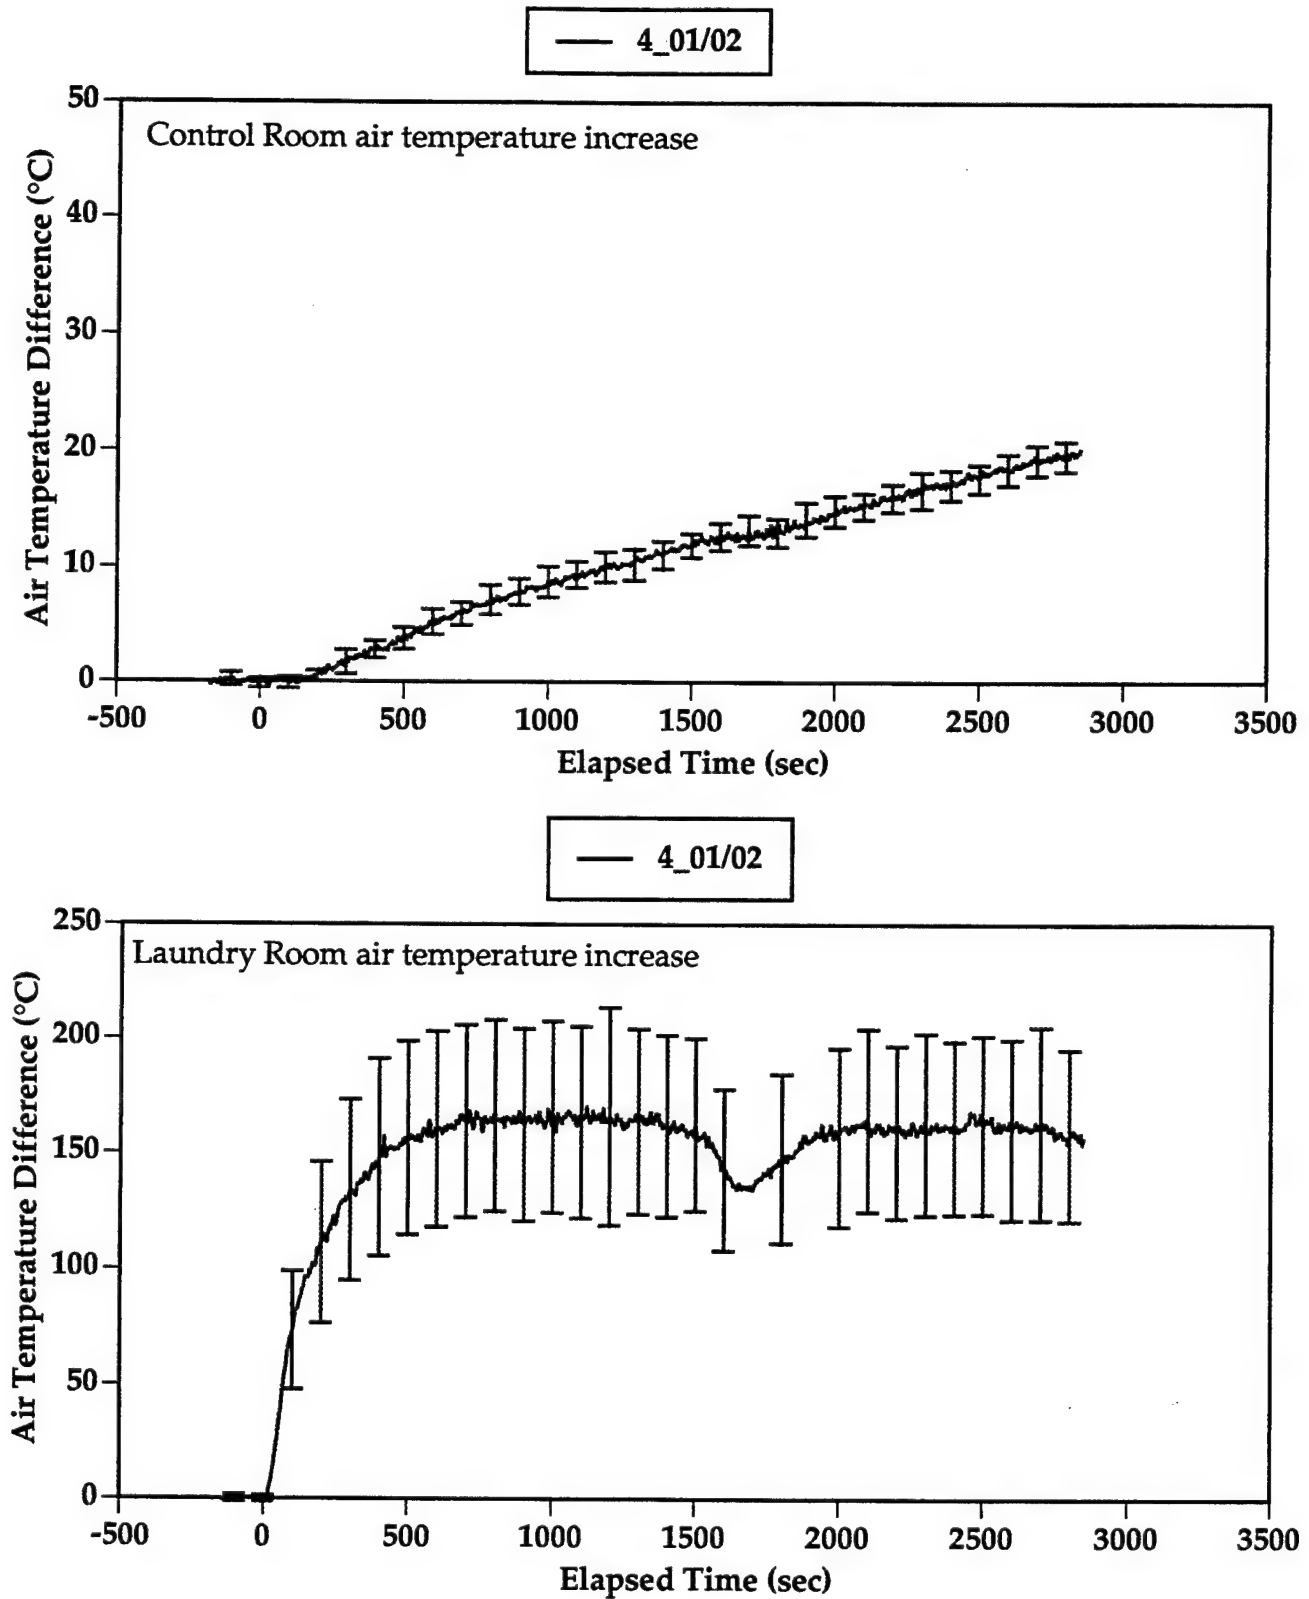 4_01/02
Control Room air temperature increase
50
40
30
20
10
0
Air Temperature Difference (°C)
-500 0 500 1000 1500 2000 2500 3000 3500
Elapsed Time (sec)
4_01/02
Laundry Room air temperature increase
250
200
150
100
50
0
Air Temperature Difference (°C)
-500 0 500 1000 1500 2000 2500 3000 3500
Elapsed Time (sec)